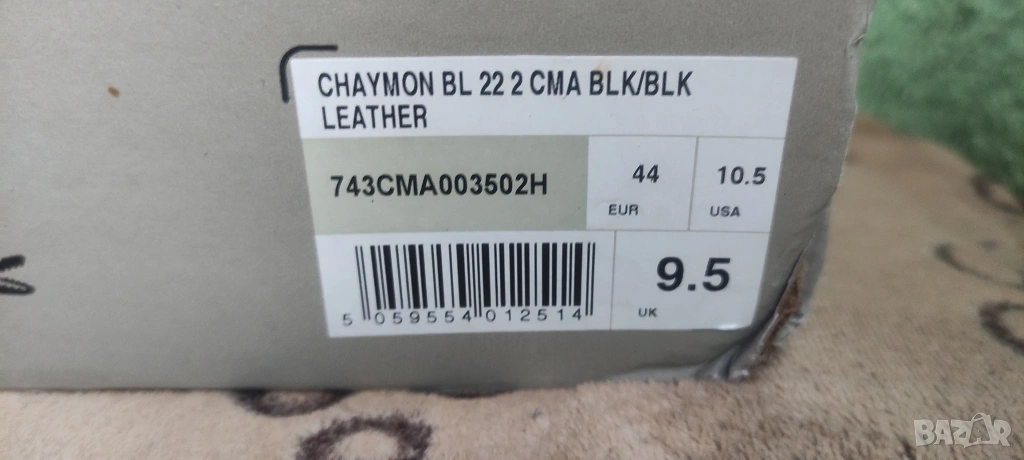 CHAYMON BL 22 2 CMA BLK/BLK
LEATHER
743CMA003502H
44
EUR
10.5
USA
5 059554 012514
9.5
UK
BAZAR